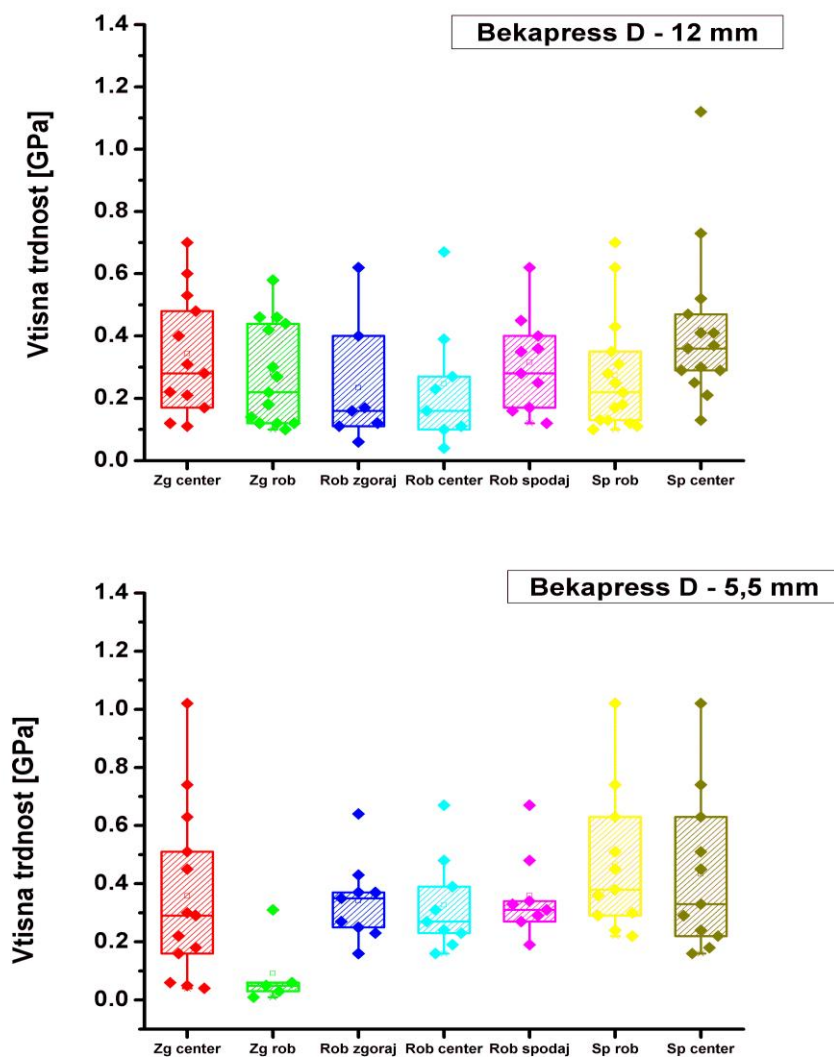 Bekapress D - 12 mm
Vtisna trdnost [GPa]
1.4
1.2
1.0
0.8
0.6
0.4
0.2
0.0
Zg center Zg rob Rob zgoraj Rob center Rob spodaj Sp rob Sp center
Bekapress D - 5,5 mm
Vtisna trdnost [GPa]
1.4
1.2
1.0
0.8
0.6
0.4
0.2
0.0
Zg center Zg rob Rob zgoraj Rob center Rob spodaj Sp rob Sp center